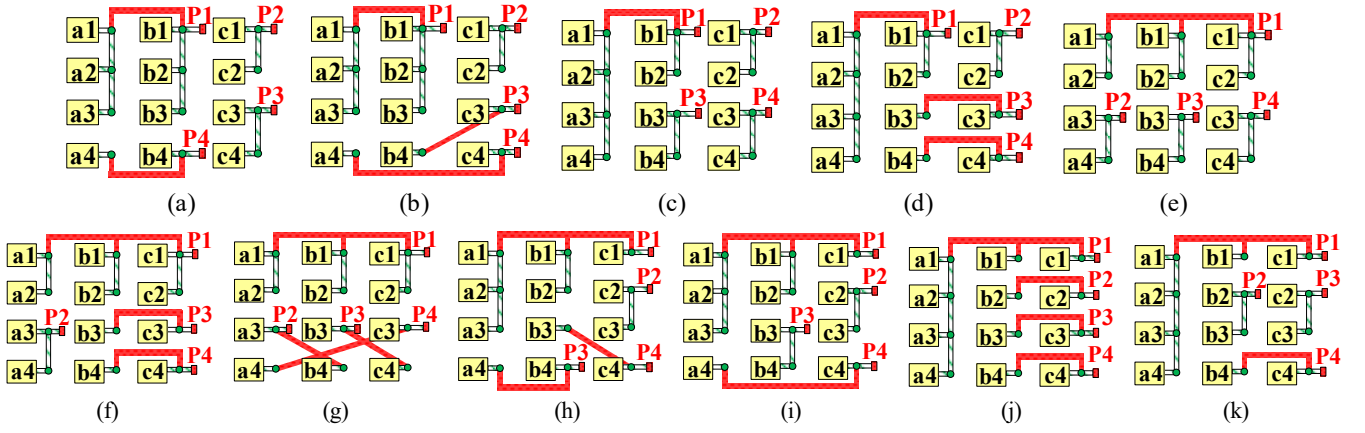 a1 b1 P1 c1 P2 a1 b1 P1 c1 P2 a1 b1 P1 c1 P2 a1 b1 P1 c1 P2 a1 b1 c1 P1
a2 b2 c2 a2 b2 c2 a2 b2 c2 a2 b2 c2 a2 b2 c2
a3 b3 c3 P3 a3 b3 c3 P3 a3 b3 P3 c3 P4 a3 b3 c3 P3 a3 P2 b3 P3 c3 P4
a4 b4 P4 c4 a4 b4 c4 P4 a4 b4 c4 a4 b4 c4 P4 a4 b4 c4
(a) (b) (c) (d) (e)
a1 b1 c1 P1 a1 b1 c1 P1 a1 b1 c1 P1 a1 b1 c1 P1 a1 b1 c1 P1 a1 b1 c1 P1
a2 b2 c2 a2 b2 c2 a2 b2 c2 P2 a2 b2 c2 P2 a2 b2 c2 P2 a2 b2 P2 c2 P3
a3 P2 b3 c3 P3 a3 P2 b3 P3 c3 P4 a3 b3 c3 a3 b3 P3 c3 a3 b3 c3 P3 a3 b3 c3
a4 b4 c4 P4 a4 b4 c4 a4 b4 P3 c4 P4 a4 b4 c4 P4 a4 b4 c4 P4 a4 b4 c4 P4
(f) (g) (h) (i) (j) (k)